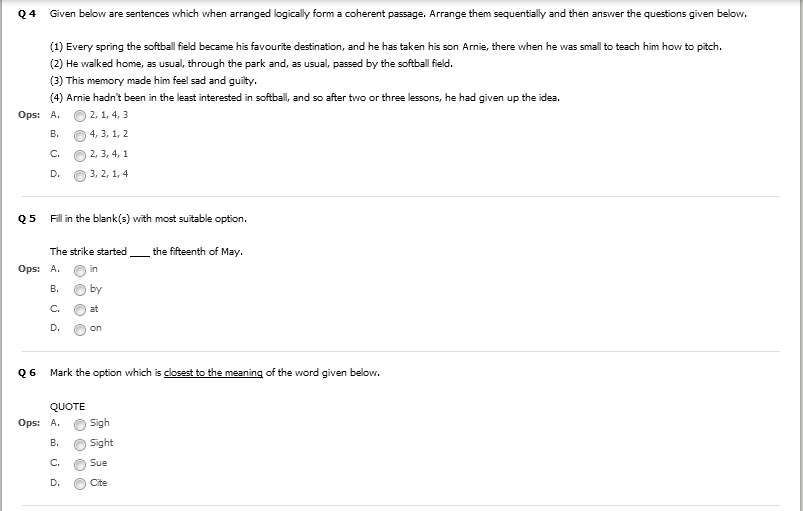 Q 4 Given below are sentences which when arranged logically form a coherent passage. Arrange them sequentially and then answer the questions given below.
(1) Every spring the softball field became his favourite destination, and he has taken his son Arnie, there when he was small to teach him how to pitch.
(2) He walked home, as usual, through the park and, as usual, passed by the softball field.
(3) This memory made him feel sad and guilty.
(4) Arnie hadn't been in the least interested in softball, and so after two or three lessons, he had given up the idea.
Ops: A. 2, 1, 4, 3
B. 4, 3, 1, 2
C. 2, 3, 4, 1
D. 3, 2, 1, 4
Q 5 Fill in the blank(s) with most suitable option.
The strike started ____ the fifteenth of May.
Ops: A. in
B. by
C. at
D. on
Q 6 Mark the option which is closest to the meaning of the word given below.
QUOTE
Ops: A. Sigh
B. Sight
C. Sue
D. Cite